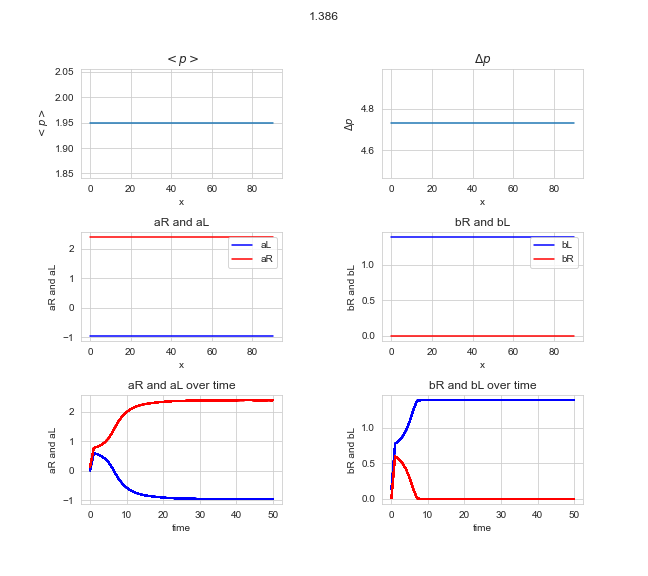 1.386
< p >
2.05
2.00
1.95
1.90
1.85
< p >
0 20 40 60 80
x
Δp
4.8
4.6
Δp
0 20 40 60 80
x
aR and aL
2
1
0
−1
aR and aL
aL
aR
0 20 40 60 80
x
bR and bL
1.0
0.5
0.0
bR and bL
bL
bR
0 20 40 60 80
x
aR and aL over time
2
1
0
−1
aR and aL
0 10 20 30 40 50
time
bR and bL over time
1.0
0.5
0.0
bR and bL
0 10 20 30 40 50
time